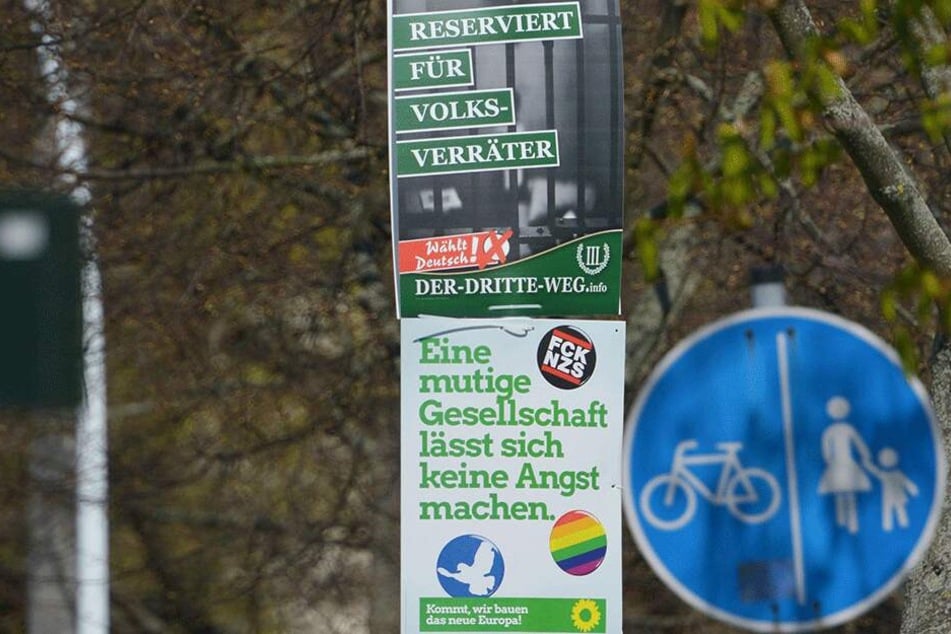 RESERVIERT
FÜR
VOLKS-
VERRÄTER
Wählt
Deutsch!
III
DER-DRITTE-WEG.info
Eine
mutige
Gesellschaft
lässt sich
keine Angst
machen.
FCK
NZS
Kommt, wir bauen
das neue Europa!